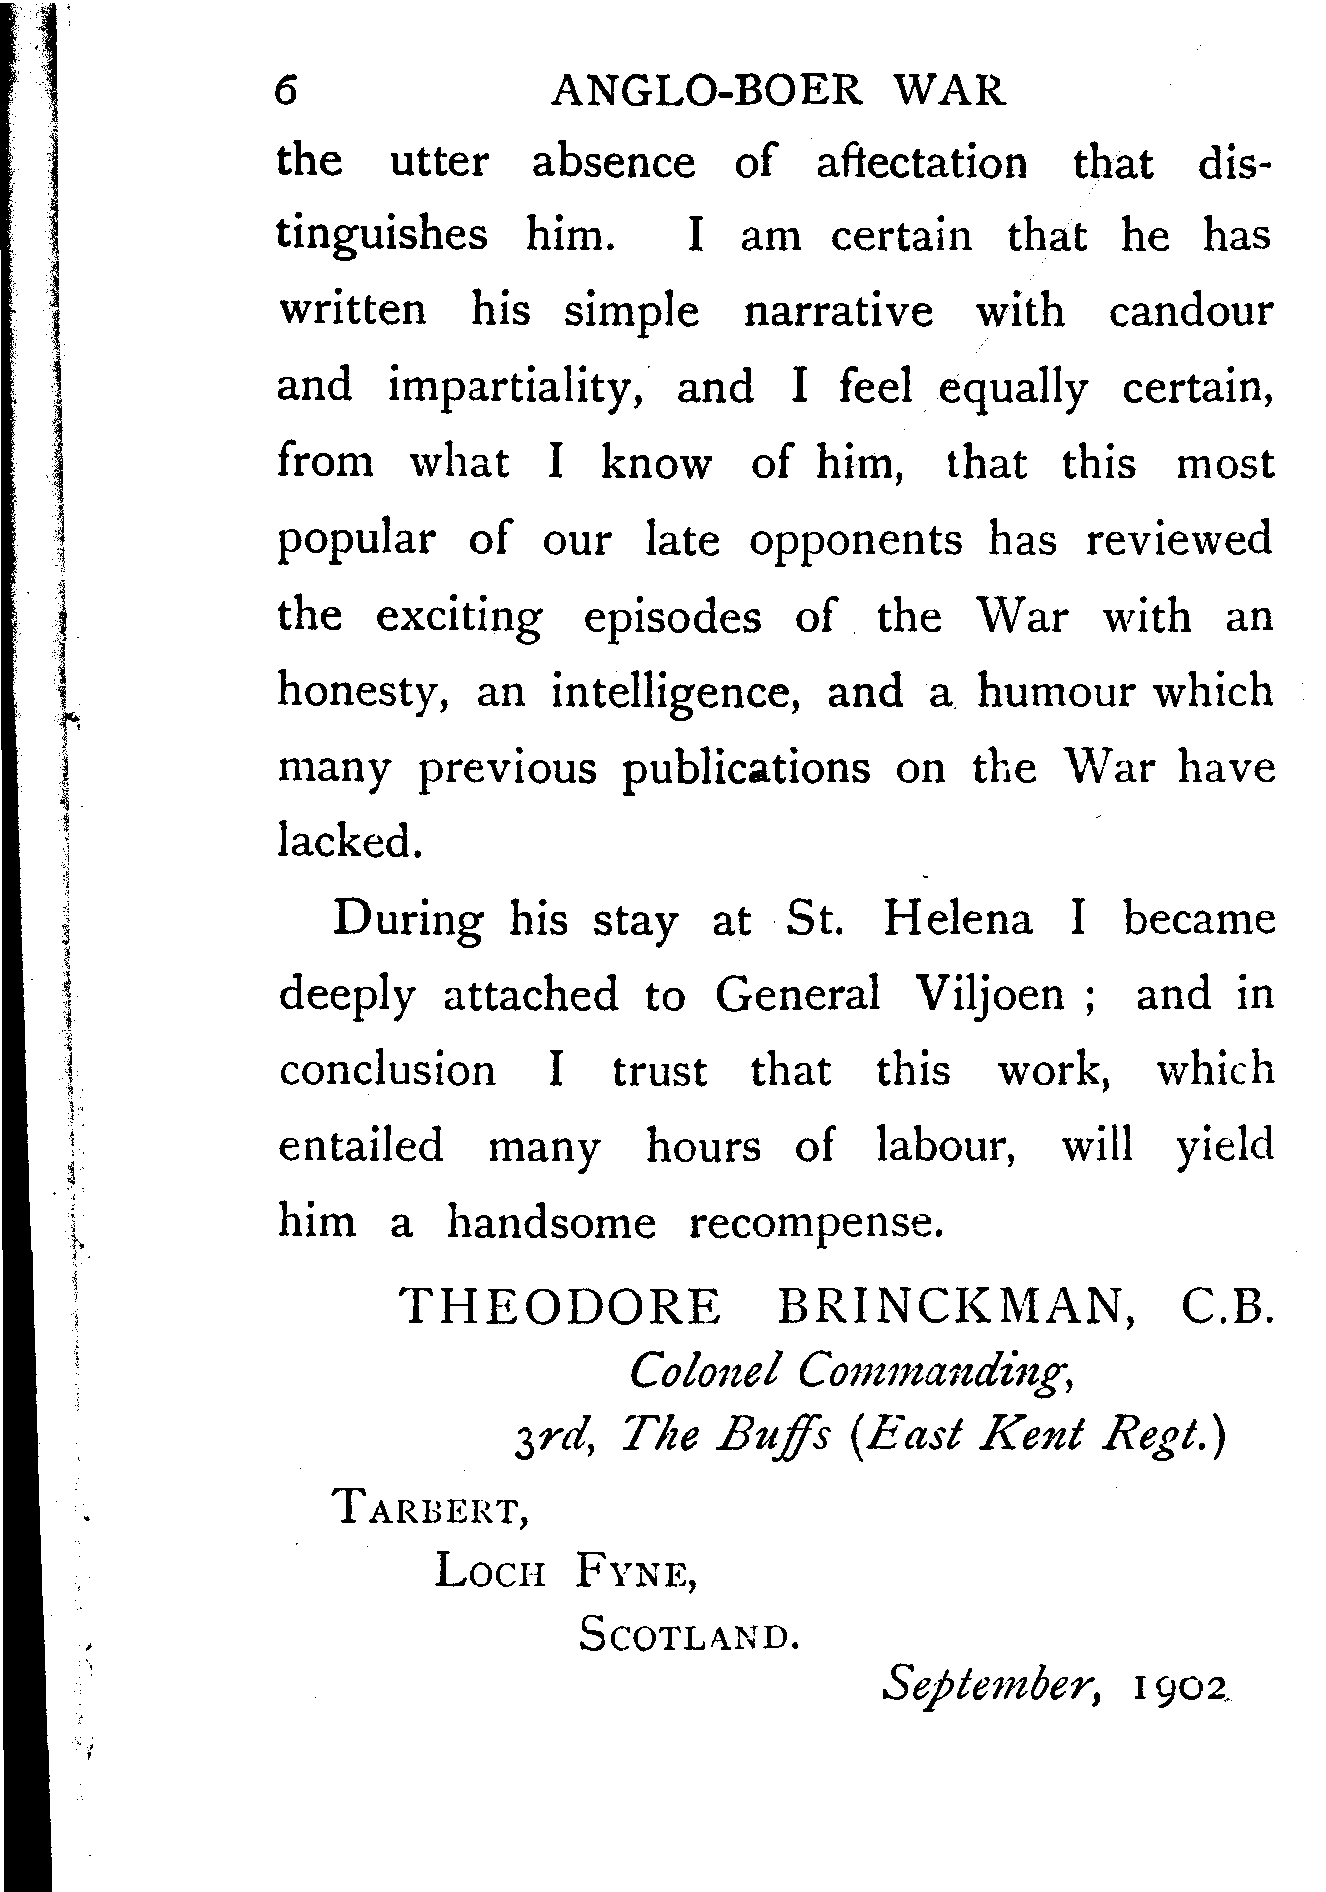 6 ANGLO-BOER WAR
the utter absence of affectation that dis-
tinguishes him. I am certain that he has
written his simple narrative with candour
and impartiality, and I feel equally certain,
from what I know of him, that this most
popular of our late opponents has reviewed
the exciting episodes of the War with an
honesty, an intelligence, and a humour which
many previous publications on the War have
lacked.
During his stay at St. Helena I became
deeply attached to General Viljoen ; and in
conclusion I trust that this work, which
entailed many hours of labour, will yield
him a handsome recompense.
THEODORE BRINCKMAN, C.B.
Colonel Commanding,
3rd, The Buffs (East Kent Regt.)
TARBERT,
LOCH FYNE,
SCOTLAND.
September, 1902.